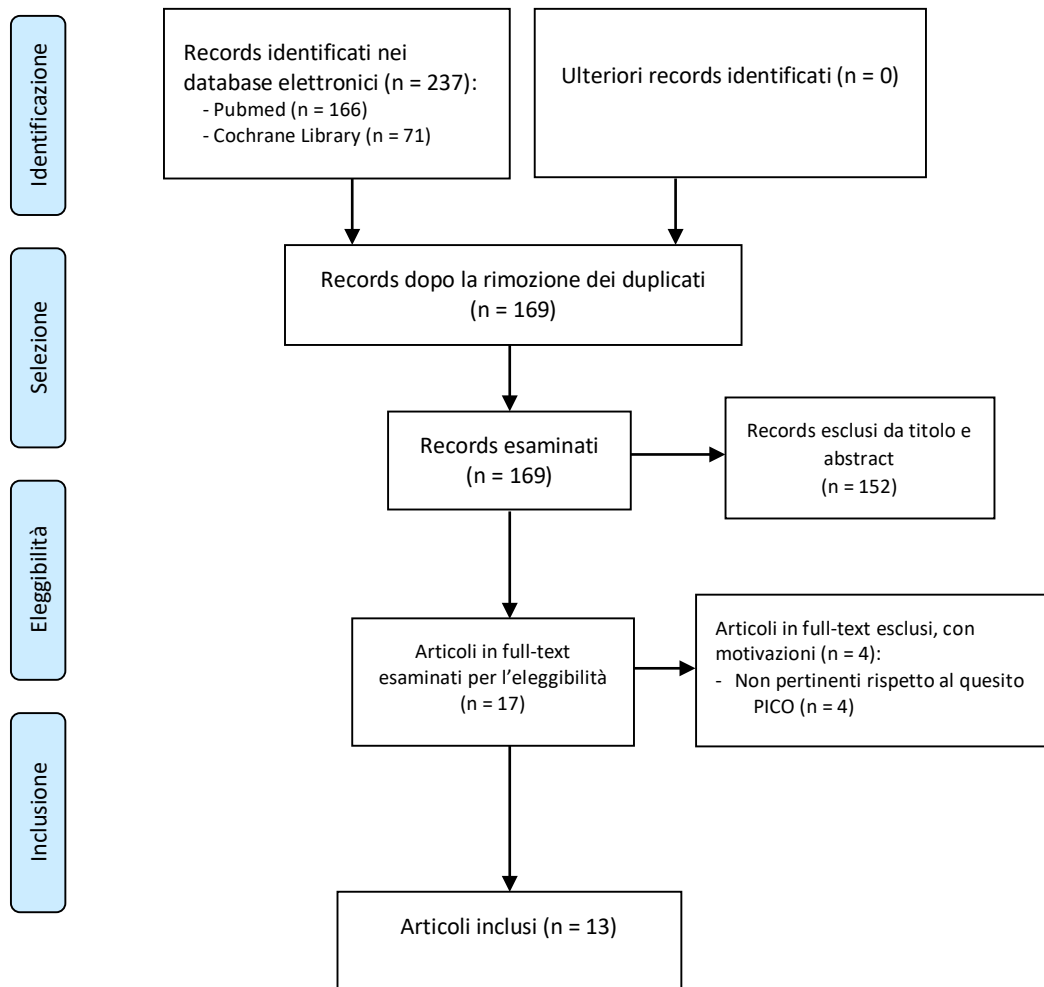 Identificazione
Records identificati nei
database elettronici (n = 237):
- Pubmed (n = 166)
- Cochrane Library (n = 71)
Ulteriori records identificati (n = 0)
Selezione
Records dopo la rimozione dei duplicati
(n = 169)
Records esaminati
(n = 169)
Records esclusi da titolo e
abstract
(n = 152)
Eleggibilità
Articoli in full-text
esaminati per l’eleggibilità
(n = 17)
Articoli in full-text esclusi, con
motivazioni (n = 4):
- Non pertinenti rispetto al quesito
PICO (n = 4)
Inclusione
Articoli inclusi (n = 13)